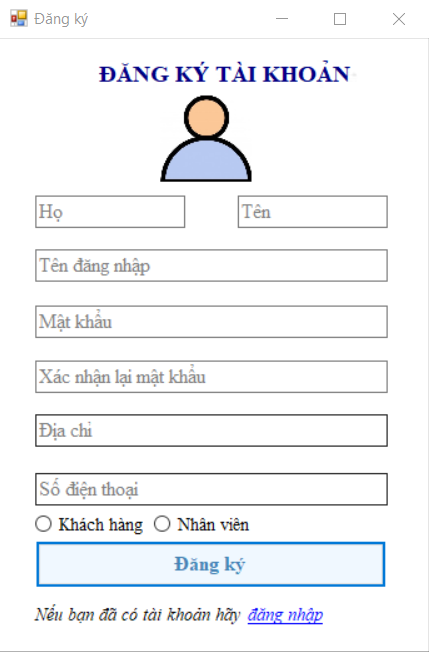 Đăng ký
ĐĂNG KÝ TÀI KHOẢN
Họ Tên
Tên đăng nhập
Mật khẩu
Xác nhận lại mật khẩu
Địa chỉ
Số điện thoại
Khách hàng Nhân viên
Đăng ký
Nếu bạn đã có tài khoản hãy đăng nhập